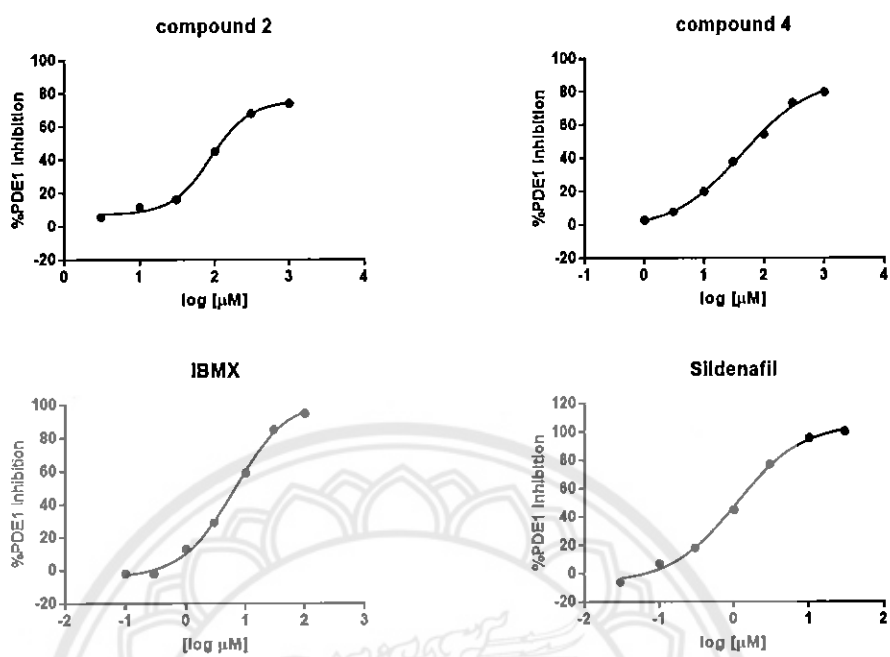 compound 2
%PDE1 Inhibition
100
80
60
40
20
0
-20
0 1 2 3 4
log [µM]
compound 4
%PDE1 Inhibition
100
80
60
40
20
0
-20
-1 0 1 2 3 4
log [µM]
IBMX
%PDE1 Inhibition
100
80
60
40
20
0
-20
-2 -1 0 1 2 3
[log µM]
Sildenafil
%PDE1 Inhibition
120
100
80
60
40
20
0
-20
-2 -1 0 1 2
log [µM]